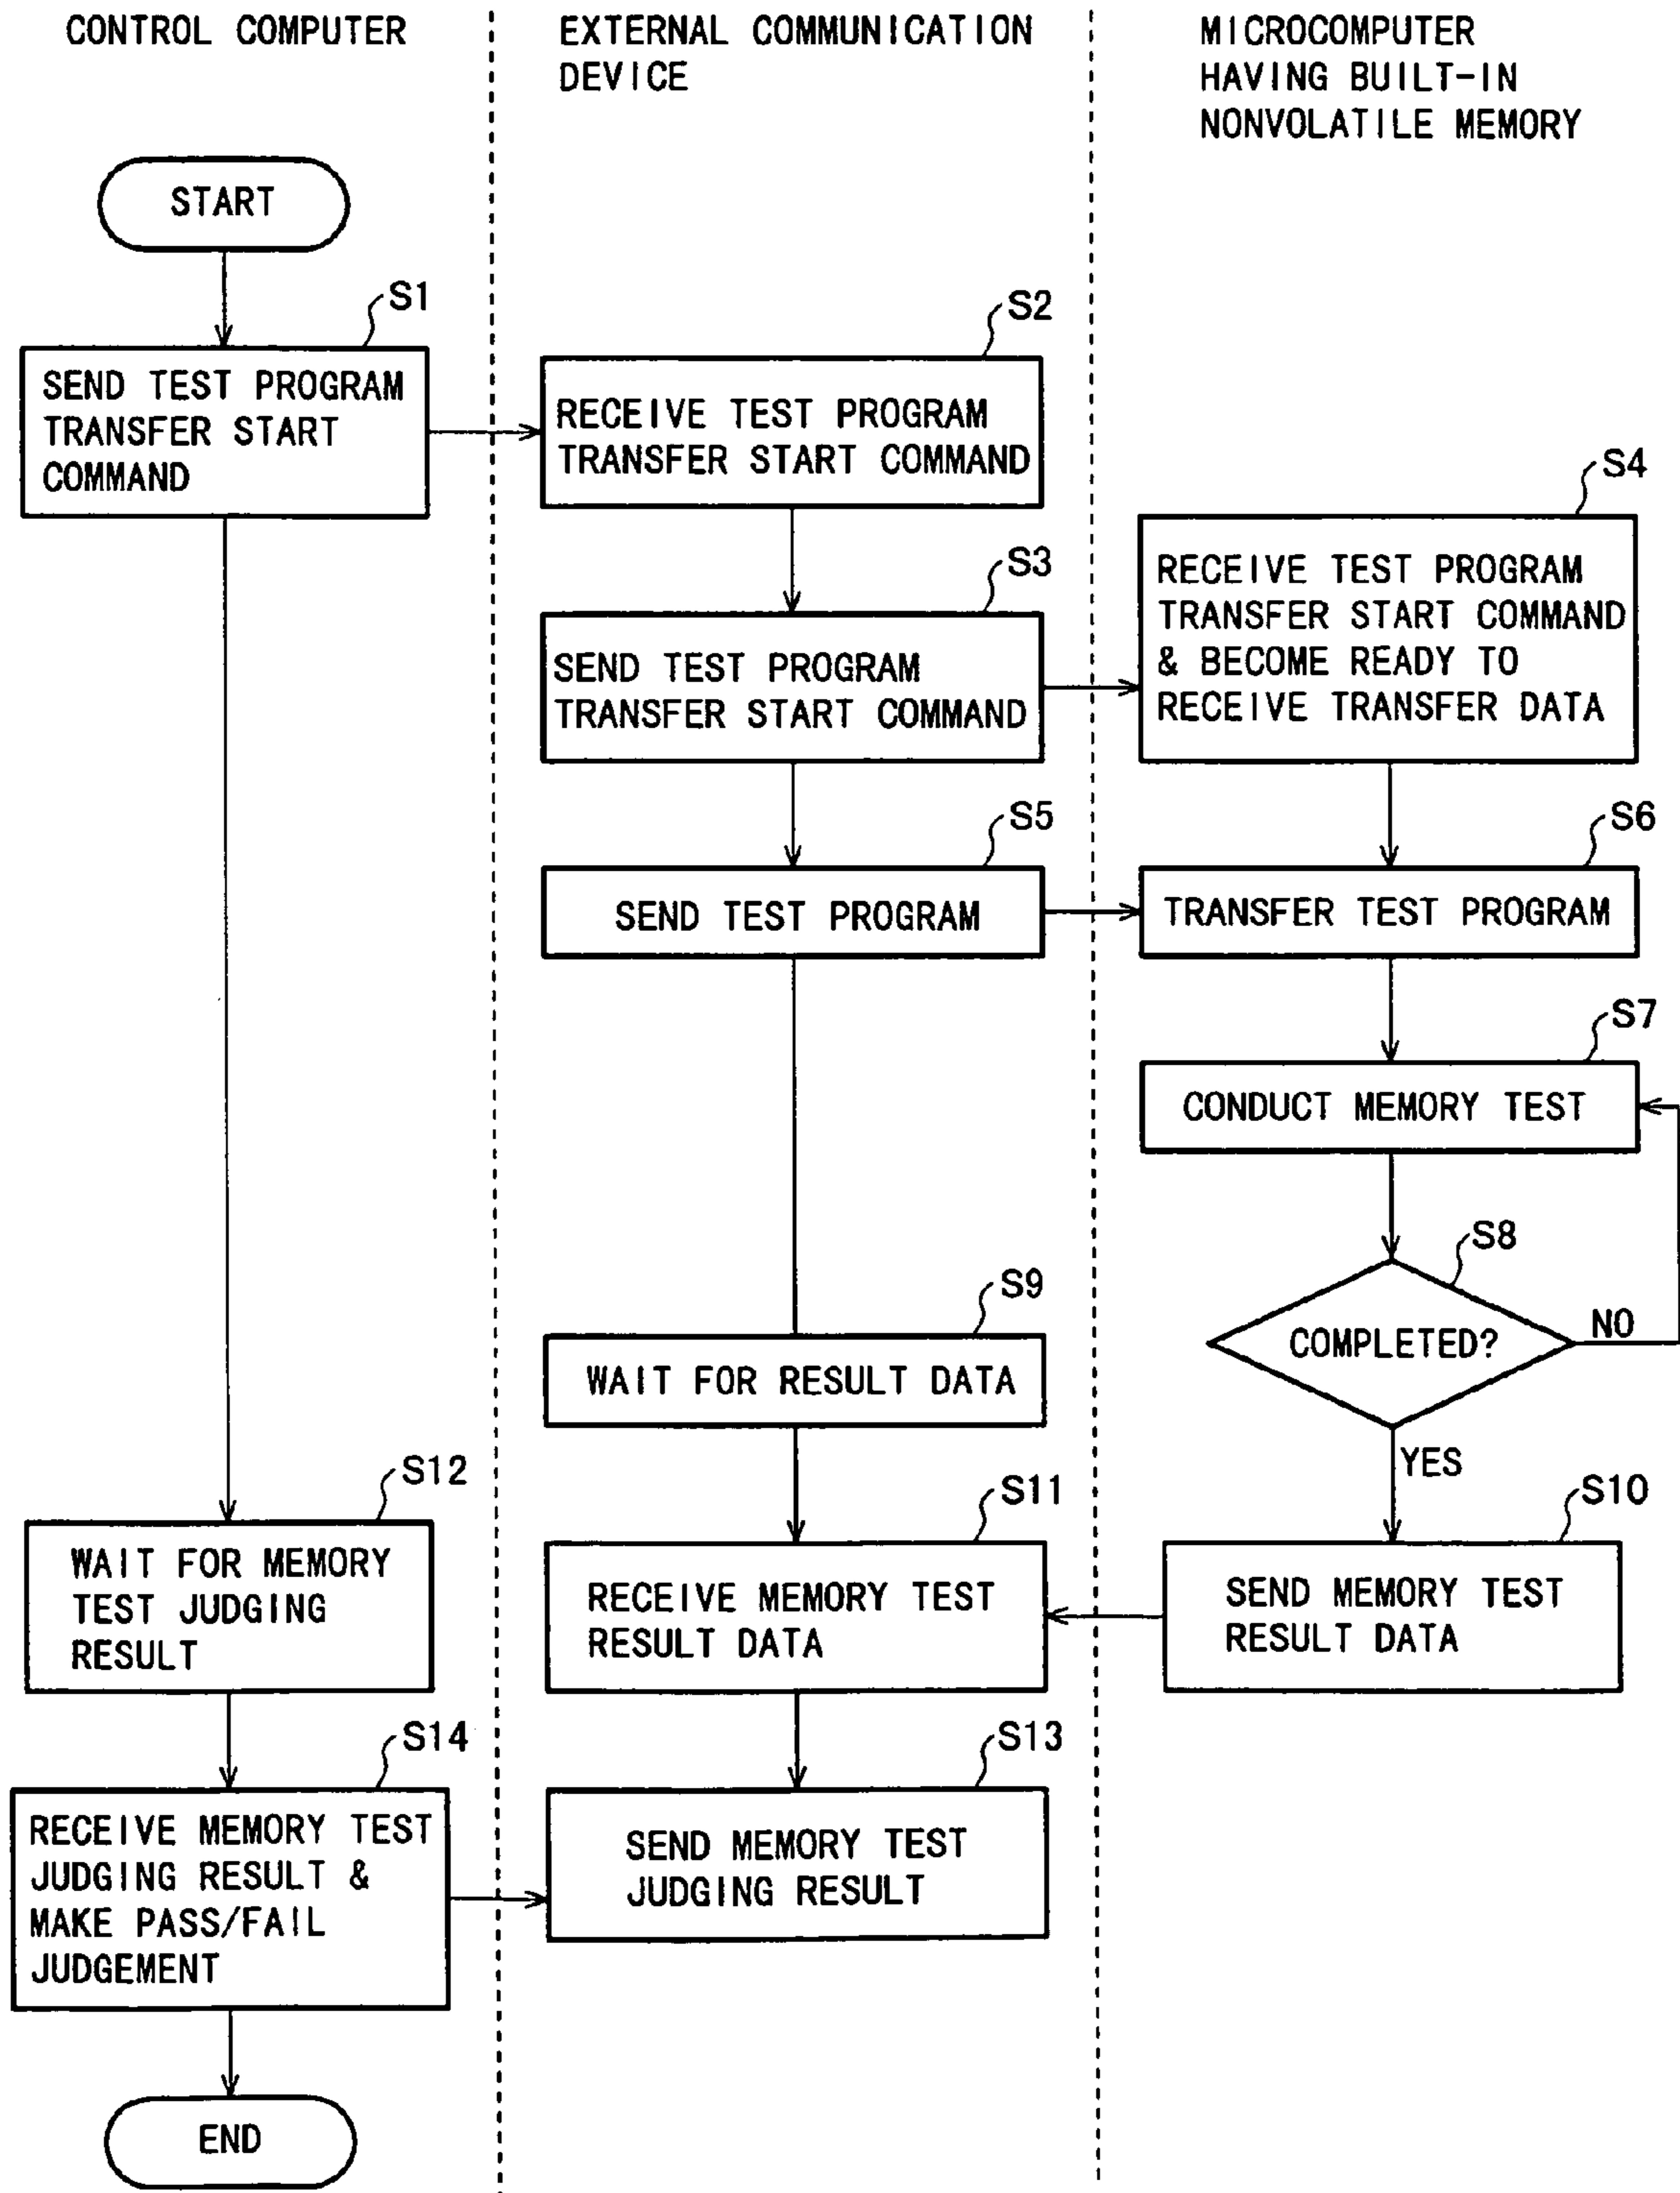 CONTROL COMPUTER
EXTERNAL COMMUNICATION
DEVICE
MICROCOMPUTER
HAVING BUILT-IN
NONVOLATILE MEMORY
START
S1
SEND TEST PROGRAM
TRANSFER START
COMMAND
S2
RECEIVE TEST PROGRAM
TRANSFER START COMMAND
S3
SEND TEST PROGRAM
TRANSFER START COMMAND
S4
RECEIVE TEST PROGRAM
TRANSFER START COMMAND
& BECOME READY TO
RECEIVE TRANSFER DATA
S5
SEND TEST PROGRAM
S6
TRANSFER TEST PROGRAM
S7
CONDUCT MEMORY TEST
S8
COMPLETED?
NO
YES
S9
WAIT FOR RESULT DATA
S10
SEND MEMORY TEST
RESULT DATA
S11
RECEIVE MEMORY TEST
RESULT DATA
S12
WAIT FOR MEMORY
TEST JUDGING
RESULT
S13
SEND MEMORY TEST
JUDGING RESULT
S14
RECEIVE MEMORY TEST
JUDGING RESULT &
MAKE PASS/FAIL
JUDGEMENT
END